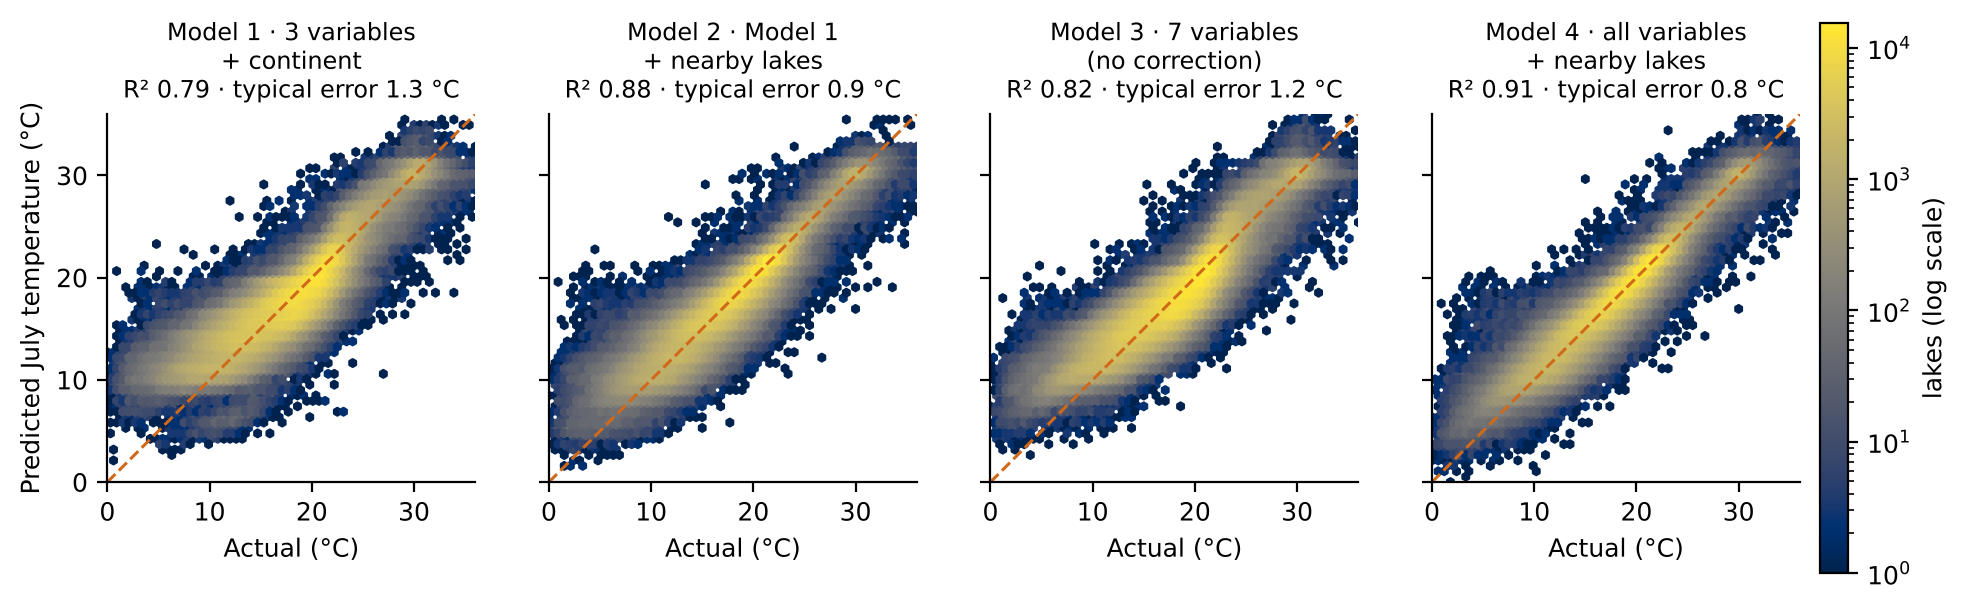 Model 1 · 3 variables
+ continent
R² 0.79 · typical error 1.3 °C
Model 2 · Model 1
+ nearby lakes
R² 0.88 · typical error 0.9 °C
Model 3 · 7 variables
(no correction)
R² 0.82 · typical error 1.2 °C
Model 4 · all variables
+ nearby lakes
R² 0.91 · typical error 0.8 °C
Predicted July temperature (°C)
30
20
10
0
0 10 20 30
Actual (°C)
0 10 20 30
Actual (°C)
0 10 20 30
Actual (°C)
0 10 20 30
Actual (°C)
10⁴
10³
10²
10¹
10⁰
lakes (log scale)